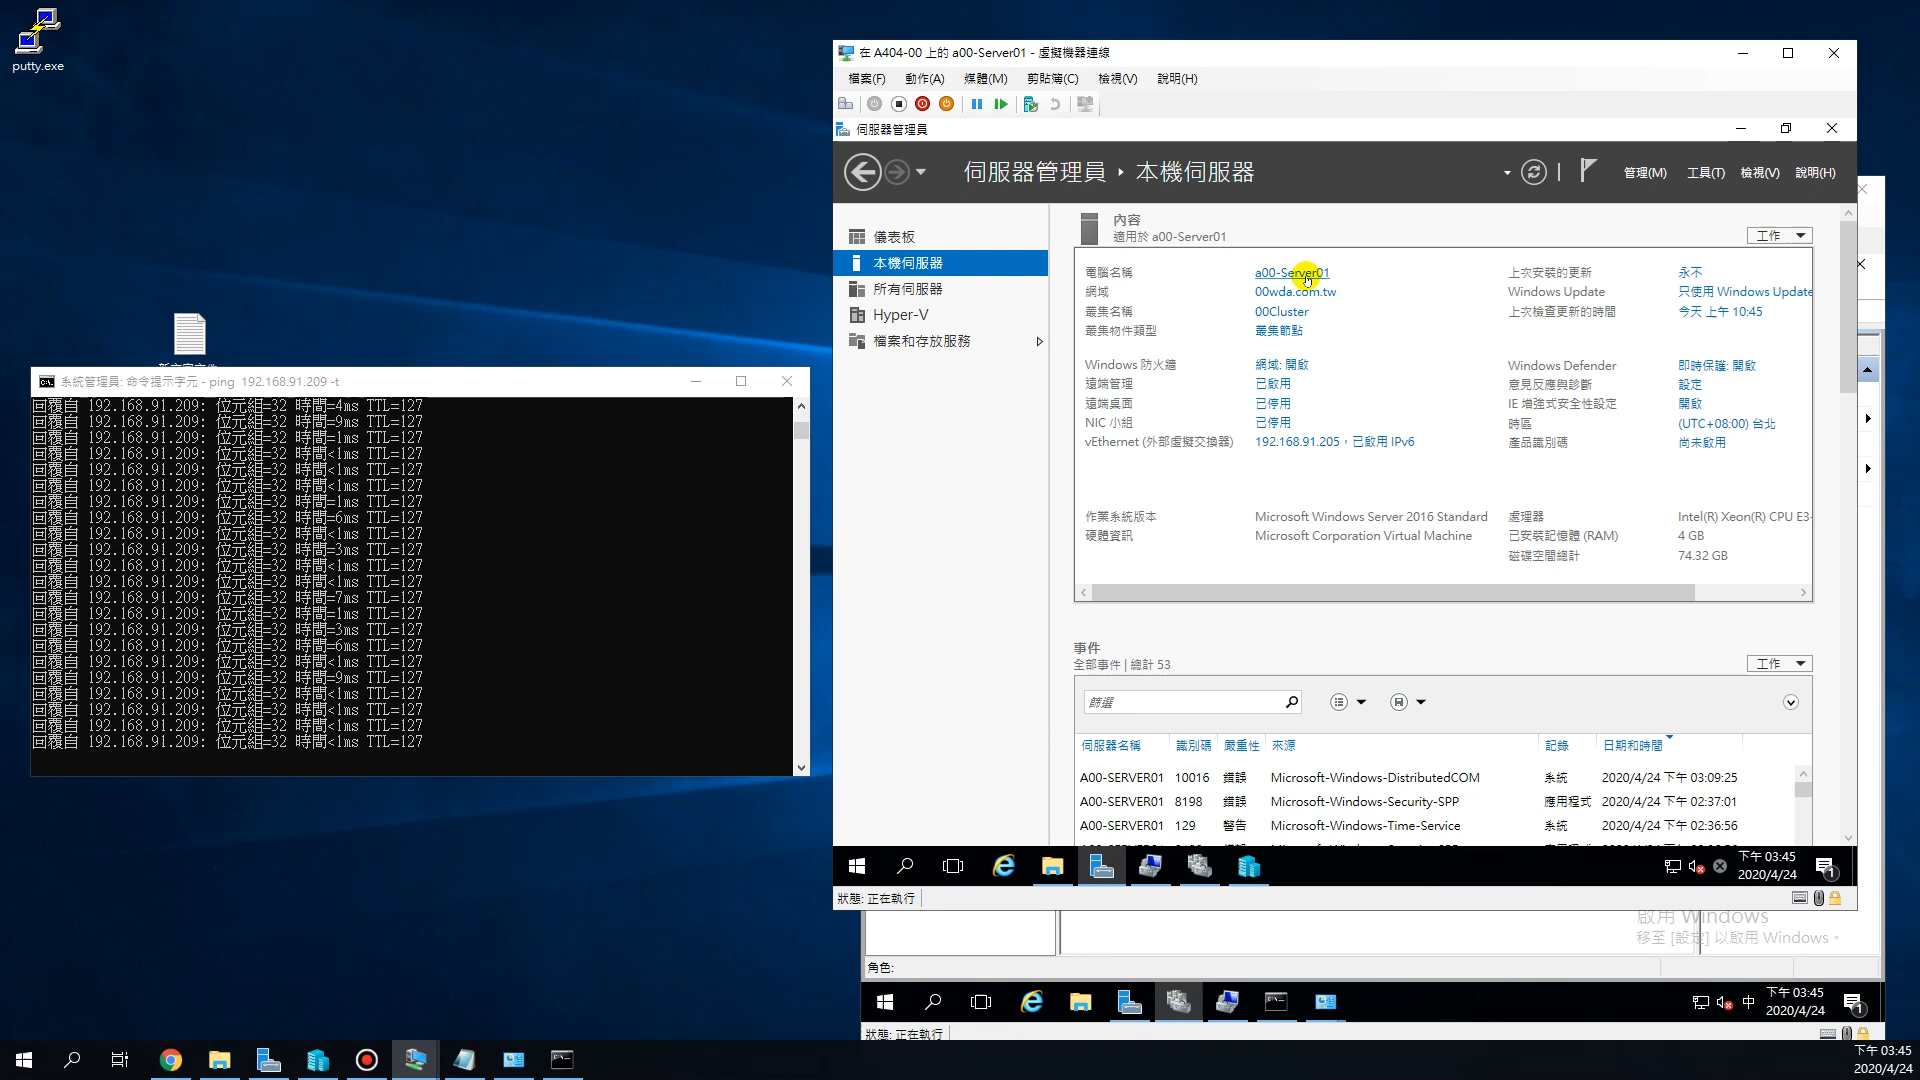 putty.exe
系統管理員: 命令提示字元 - ping  192.168.91.209 -t
回覆自 192.168.91.209: 位元組=32 時間=4ms TTL=127
回覆自 192.168.91.209: 位元組=32 時間=9ms TTL=127
回覆自 192.168.91.209: 位元組=32 時間=1ms TTL=127
回覆自 192.168.91.209: 位元組=32 時間<1ms TTL=127
回覆自 192.168.91.209: 位元組=32 時間<1ms TTL=127
回覆自 192.168.91.209: 位元組=32 時間<1ms TTL=127
回覆自 192.168.91.209: 位元組=32 時間=1ms TTL=127
回覆自 192.168.91.209: 位元組=32 時間=6ms TTL=127
回覆自 192.168.91.209: 位元組=32 時間<1ms TTL=127
回覆自 192.168.91.209: 位元組=32 時間=3ms TTL=127
回覆自 192.168.91.209: 位元組=32 時間<1ms TTL=127
回覆自 192.168.91.209: 位元組=32 時間<1ms TTL=127
回覆自 192.168.91.209: 位元組=32 時間=7ms TTL=127
回覆自 192.168.91.209: 位元組=32 時間=1ms TTL=127
回覆自 192.168.91.209: 位元組=32 時間=3ms TTL=127
回覆自 192.168.91.209: 位元組=32 時間=6ms TTL=127
回覆自 192.168.91.209: 位元組=32 時間<1ms TTL=127
回覆自 192.168.91.209: 位元組=32 時間=9ms TTL=127
回覆自 192.168.91.209: 位元組=32 時間<1ms TTL=127
回覆自 192.168.91.209: 位元組=32 時間<1ms TTL=127
回覆自 192.168.91.209: 位元組=32 時間<1ms TTL=127
回覆自 192.168.91.209: 位元組=32 時間<1ms TTL=127
在 A404-00 上的 a00-Server01 - 虛擬機器連線
檔案(F) 動作(A) 媒體(M) 剪貼簿(C) 檢視(V) 說明(H)
伺服器管理員
伺服器管理員 ‣ 本機伺服器
管理(M) 工具(T) 檢視(V) 說明(H)
儀表板
本機伺服器
所有伺服器
Hyper-V
檔案和存放服務
內容
適用於 a00-Server01
工作
電腦名稱 a00-Server01 上次安裝的更新 永不
網域 00wda.com.tw Windows Update 只使用 Windows Update
叢集名稱 00Cluster 上次檢查更新的時間 今天 上午 10:45
叢集物件類型 叢集節點
Windows 防火牆 網域: 開啟 Windows Defender 即時保護: 開啟
遠端管理 已啟用 意見反應與診斷 設定
遠端桌面 已停用 IE 增強式安全性設定 開啟
NIC 小組 已停用 時區 (UTC+08:00) 台北
vEthernet (外部虛擬交換器) 192.168.91.205，已啟用 IPv6 產品識別碼 尚未啟用
作業系統版本 Microsoft Windows Server 2016 Standard 處理器 Intel(R) Xeon(R) CPU E3-
硬體資訊 Microsoft Corporation Virtual Machine 已安裝記憶體 (RAM) 4 GB
磁碟空間總計 74.32 GB
事件
全部事件 | 總計 53
工作
篩選
伺服器名稱 識別碼 嚴重性 來源 記錄 日期和時間
A00-SERVER01 10016 錯誤 Microsoft-Windows-DistributedCOM 系統 2020/4/24 下午 03:09:25
A00-SERVER01 8198 錯誤 Microsoft-Windows-Security-SPP 應用程式 2020/4/24 下午 02:37:01
A00-SERVER01 129 警告 Microsoft-Windows-Time-Service 系統 2020/4/24 下午 02:36:56
下午 03:45
2020/4/24
1
狀態: 正在執行
啟用 Windows
移至 [設定] 以啟用 Windows。
角色:
中
下午 03:45
2020/4/24
1
狀態: 正在執行
下午 03:45
2020/4/24